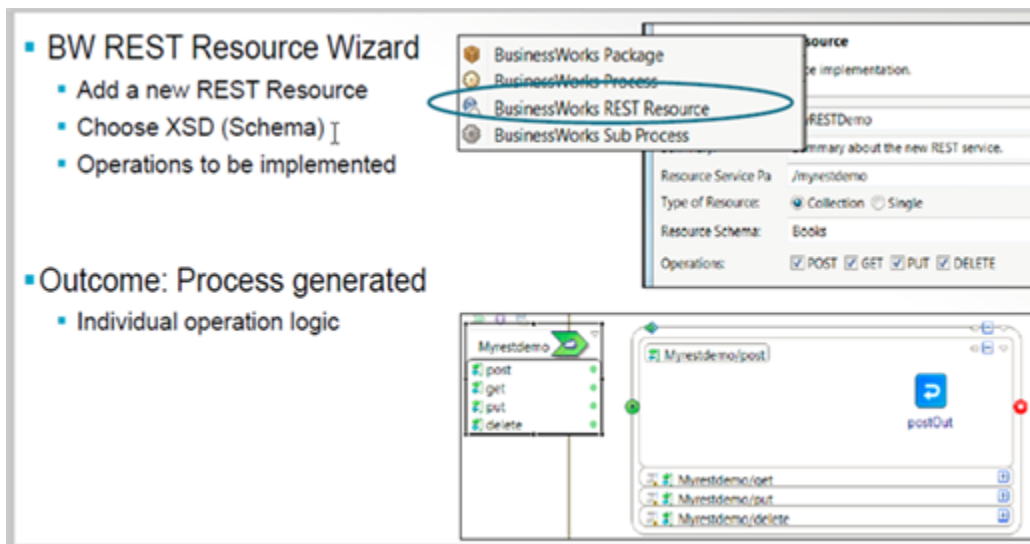 BW REST Resource Wizard
Add a new REST Resource
Choose XSD (Schema)
Operations to be implemented
Outcome: Process generated
Individual operation logic
BusinessWorks Package
BusinessWorks Process
BusinessWorks REST Resource
BusinessWorks Sub Process
source
ce implementation.
yRESTDemo
mmary about the new REST service.
Resource Service Pa /myrestdemo
Type of Resource: Collection Single
Resource Schema: Books
Operations: POST GET PUT DELETE
Myrestdemo
post
get
put
delete
Myrestdemo/post
postOut
Myrestdemo/get
Myrestdemo/put
Myrestdemo/delete